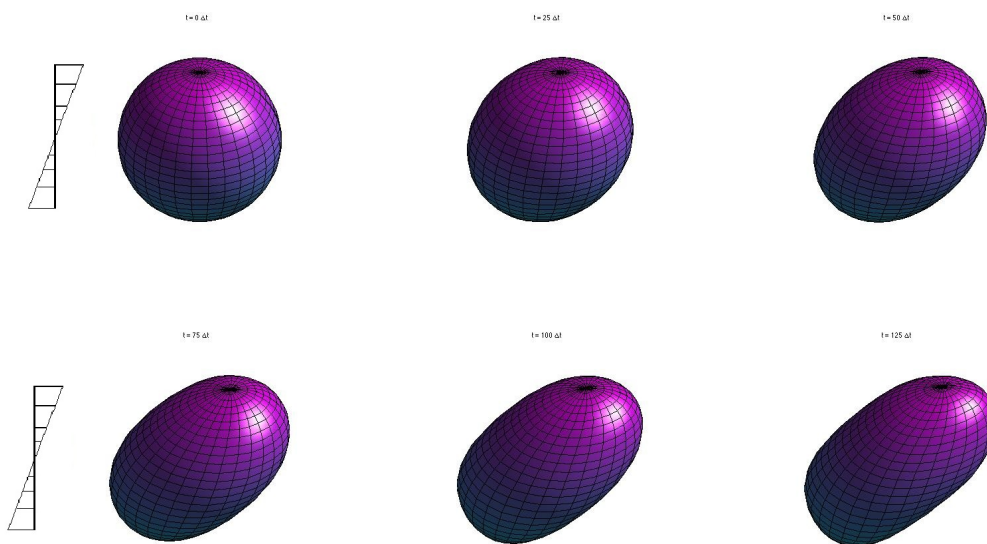 t = 0 Δt
t = 25 Δt
t = 50 Δt
t = 75 Δt
t = 100 Δt
t = 125 Δt